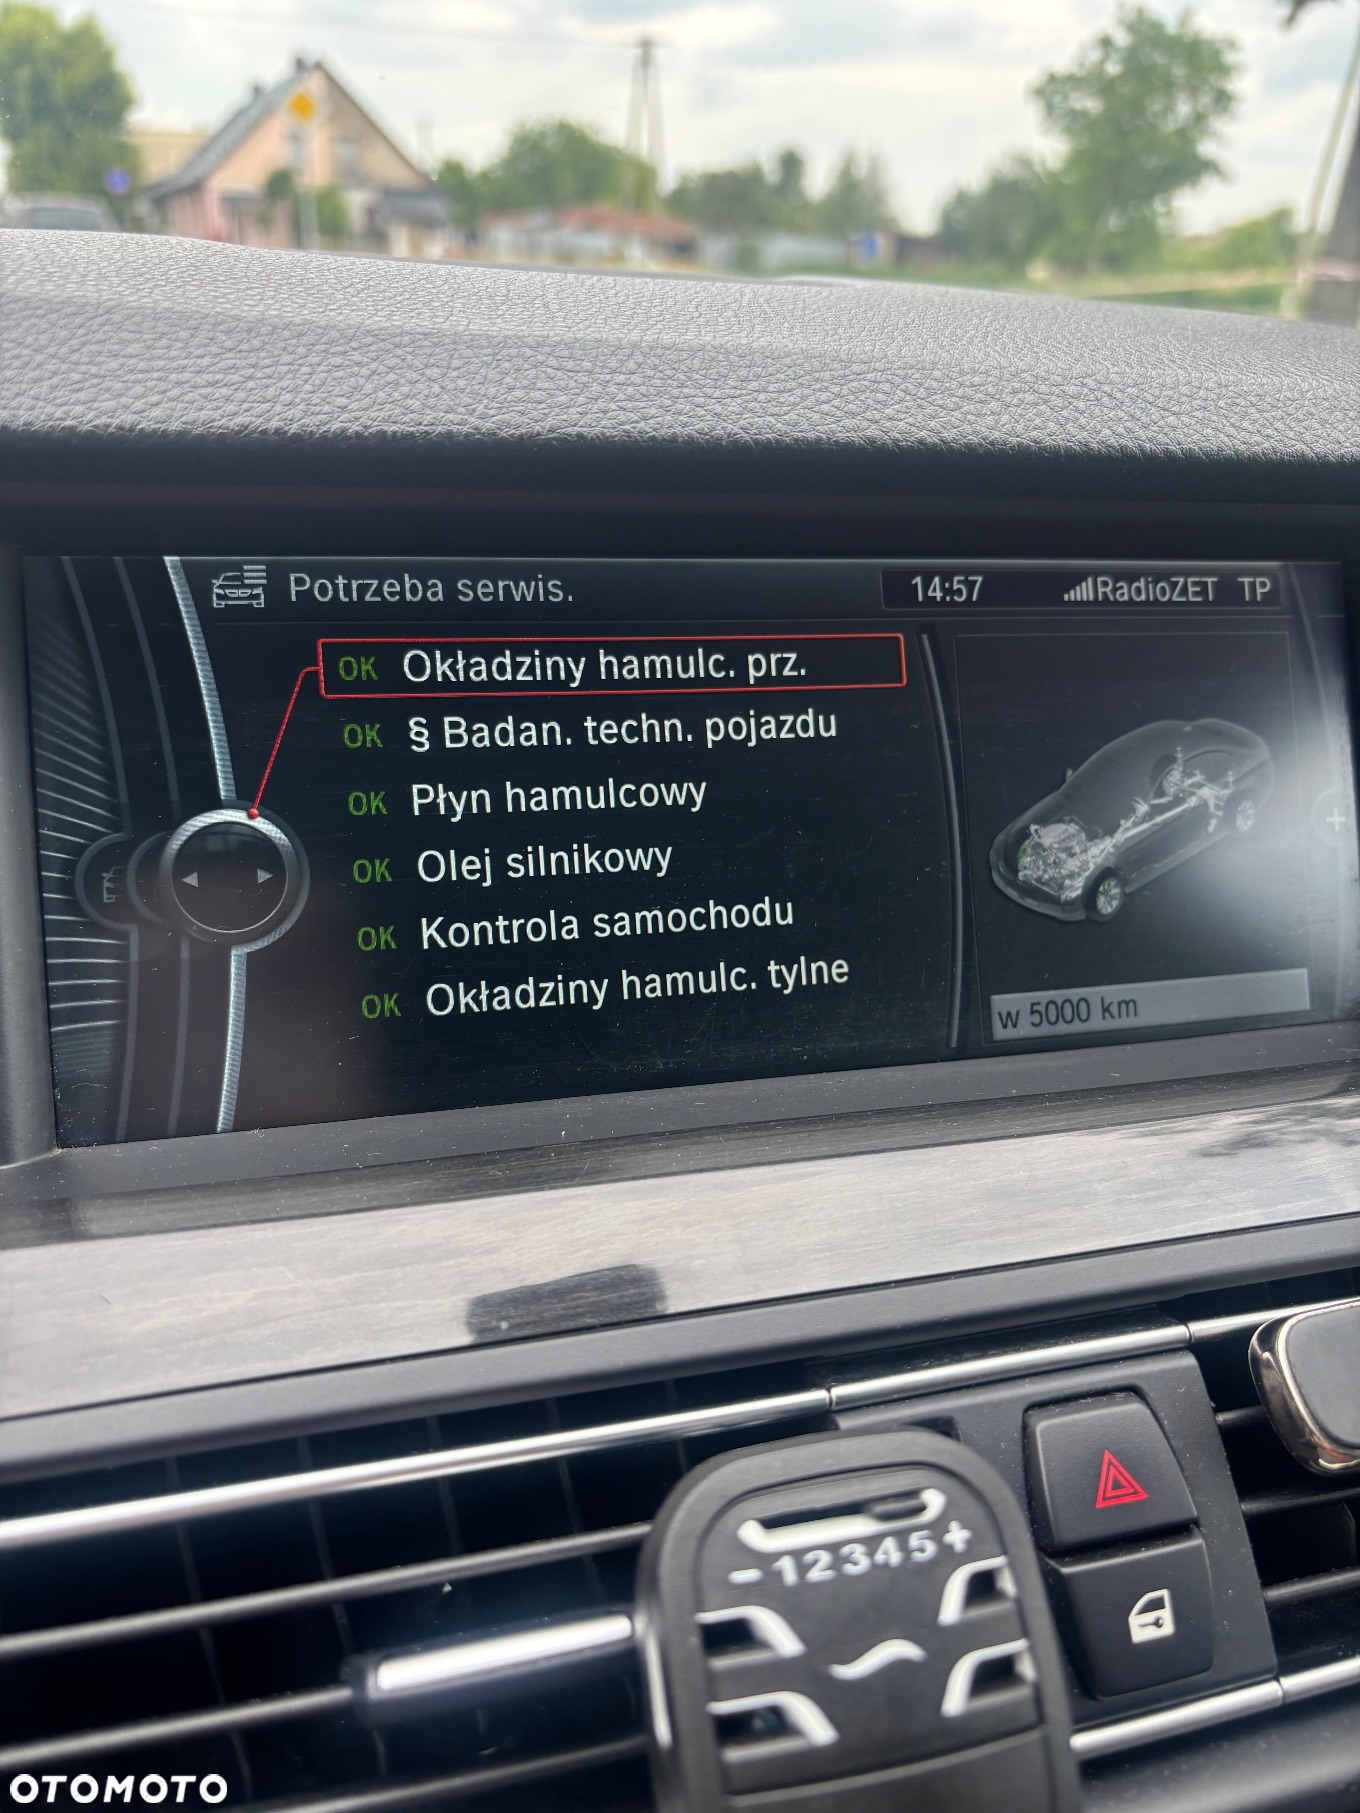 Potrzeba serwis.
14:57
RadioZET TP
OK Okładziny hamulc. prz.
OK § Badan. techn. pojazdu
OK Płyn hamulcowy
OK Olej silnikowy
OK Kontrola samochodu
OK Okładziny hamulc. tylne
w 5000 km
-12345+
OTOMOTO